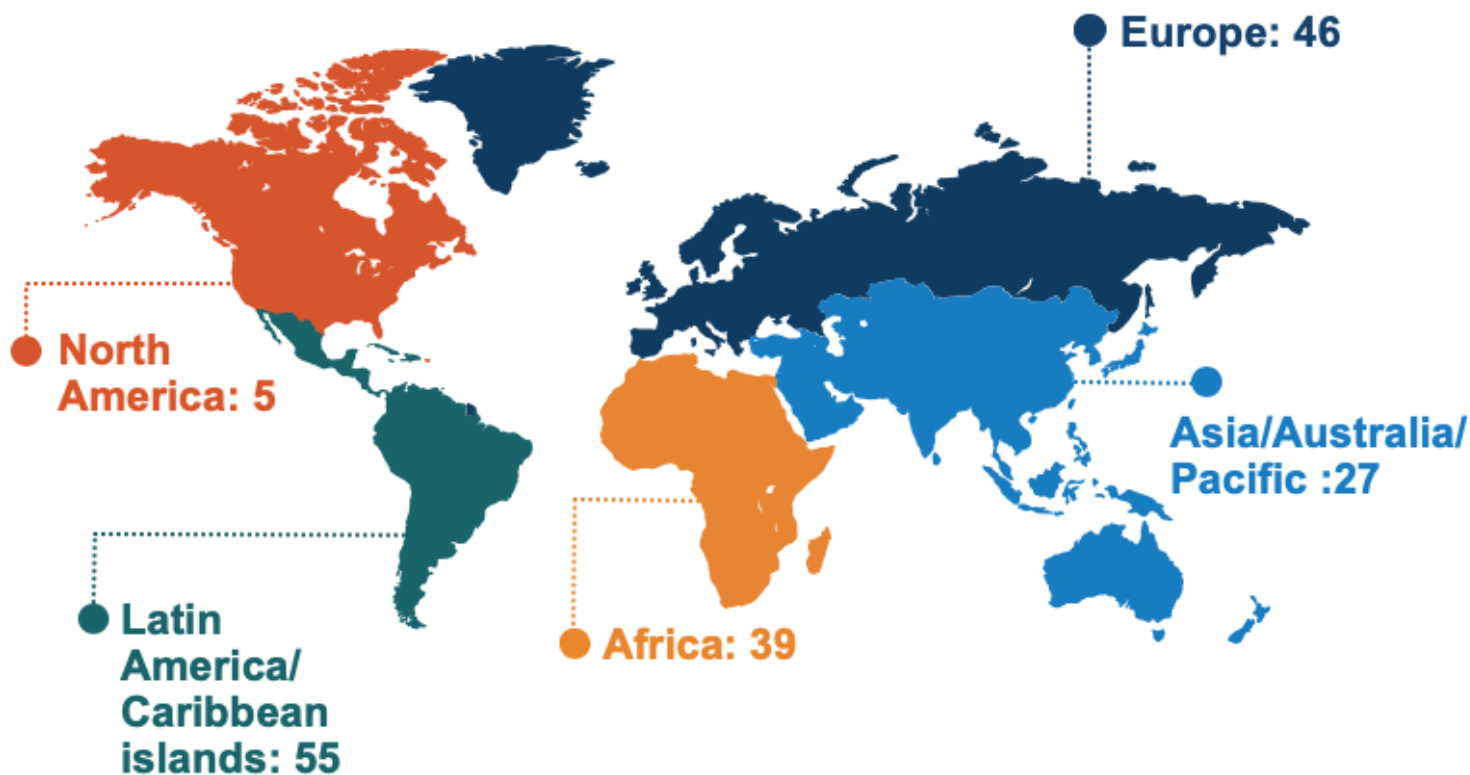 Europe: 46
North
America: 5
Asia/Australia/
Pacific :27
Latin
America/
Caribbean
islands: 55
Africa: 39